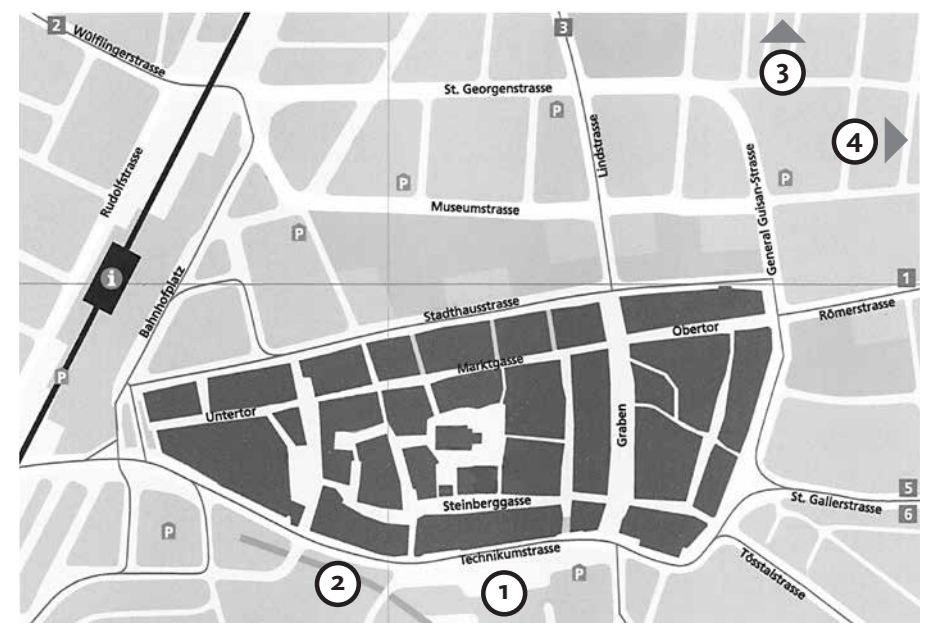 2
3
Wülflingerstrasse
3
St. Georgenstrasse
P
4
Lindstrasse
Rudolfstrasse
General Guisan-Strasse
P
P
Museumstrasse
P
i
Bahnhofplatz
1
Stadthausstrasse
Römerstrasse
Obertor
Marktgasse
P
Untertor
Graben
Steinberggasse
5
St. Gallerstrasse
6
P
Technikumstrasse
Tösstalstrasse
P
2
1